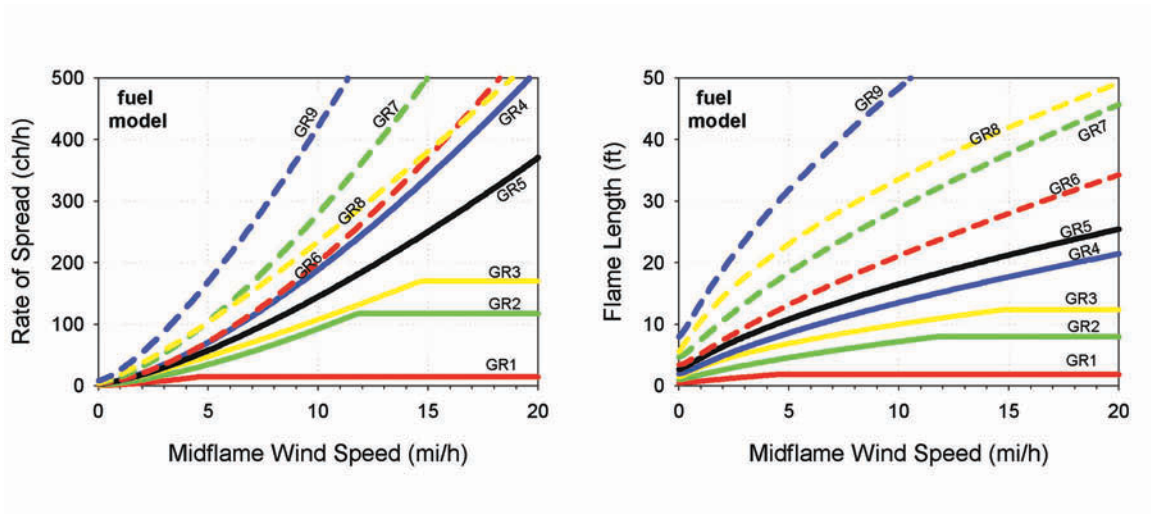 500
400
300
200
100
0
Rate of Spread (ch/h)
fuel
model
GR9
GR7
GR4
GR5
GR8
GR6
GR3
GR2
GR1
0
5
10
15
20
Midflame Wind Speed (mi/h)
50
40
30
20
10
0
Flame Length (ft)
fuel
model
GR9
GR8
GR7
GR6
GR5
GR4
GR3
GR2
GR1
0
5
10
15
20
Midflame Wind Speed (mi/h)